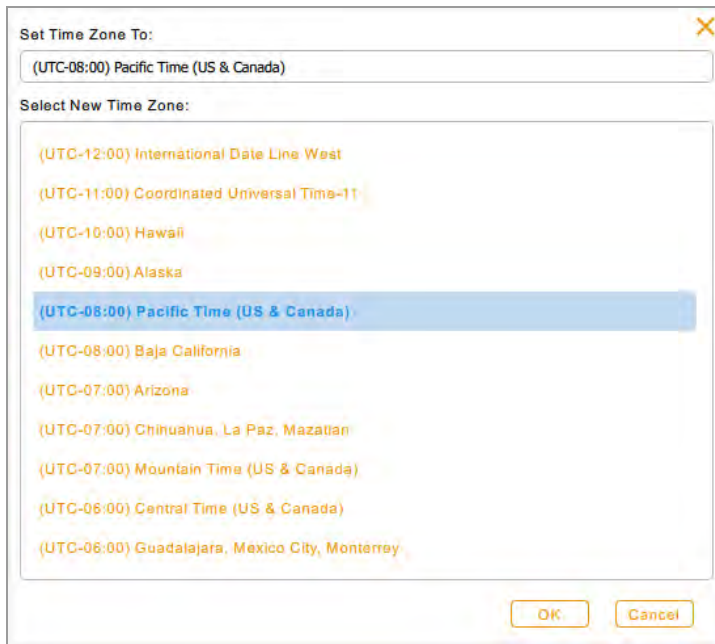 Set Time Zone To:
(UTC-08:00) Pacific Time (US & Canada)
Select New Time Zone:
(UTC-12:00) International Date Line West
(UTC-11:00) Coordinated Universal Time-11
(UTC-10:00) Hawaii
(UTC-09:00) Alaska
(UTC-08:00) Pacific Time (US & Canada)
(UTC-08:00) Baja California
(UTC-07:00) Arizona
(UTC-07:00) Chihuahua, La Paz, Mazatlan
(UTC-07:00) Mountain Time (US & Canada)
(UTC-06:00) Central Time (US & Canada)
(UTC-06:00) Guadalajara, Mexico City, Monterrey
OK Cancel